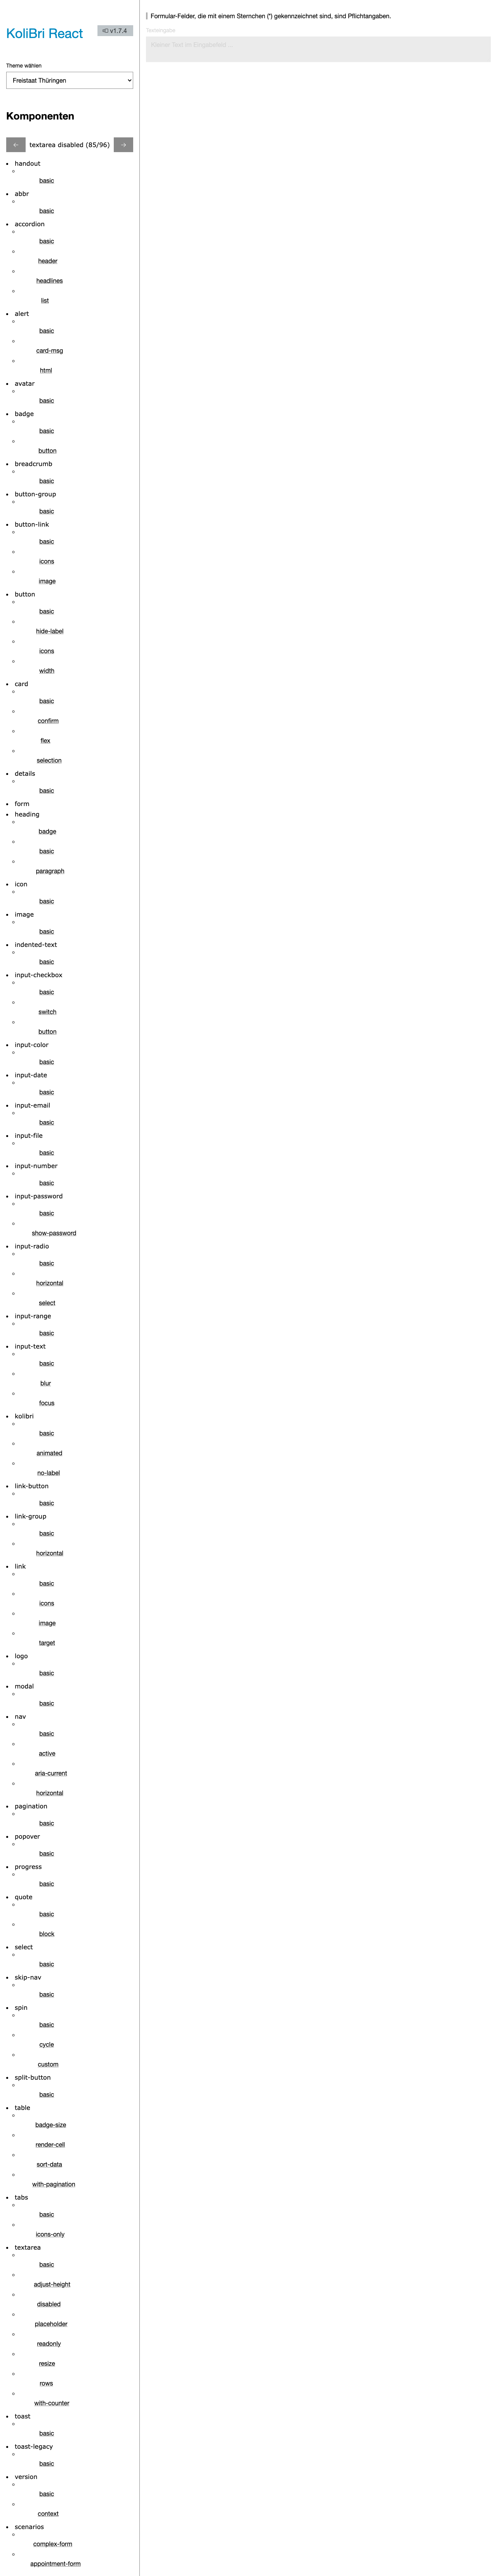 KoliBri React
v1.7.4
Theme wählen
Freistaat Thüringen
Komponenten
textarea disabled (85/96)
handout
basic
abbr
basic
accordion
basic
header
headlines
list
alert
basic
card-msg
html
avatar
basic
badge
basic
button
breadcrumb
basic
button-group
basic
button-link
basic
icons
image
button
basic
hide-label
icons
width
card
basic
confirm
flex
selection
details
basic
form
heading
badge
basic
paragraph
icon
basic
image
basic
indented-text
basic
input-checkbox
basic
switch
button
input-color
basic
input-date
basic
input-email
basic
input-file
basic
input-number
basic
input-password
basic
show-password
input-radio
basic
horizontal
select
input-range
basic
input-text
basic
blur
focus
kolibri
basic
animated
no-label
link-button
basic
link-group
basic
horizontal
link
basic
icons
image
target
logo
basic
modal
basic
nav
basic
active
aria-current
horizontal
pagination
basic
popover
basic
progress
basic
quote
basic
block
select
basic
skip-nav
basic
spin
basic
cycle
custom
split-button
basic
table
badge-size
render-cell
sort-data
with-pagination
tabs
basic
icons-only
textarea
basic
adjust-height
disabled
placeholder
readonly
resize
rows
with-counter
toast
basic
toast-legacy
basic
version
basic
context
scenarios
complex-form
appointment-form
Formular-Felder, die mit einem Sternchen (*) gekennzeichnet sind, sind Pflichtangaben.